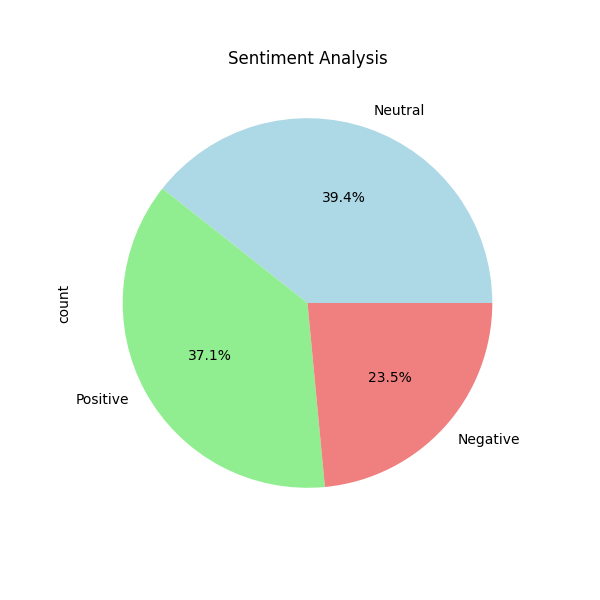 Sentiment Analysis
Neutral
39.4%
count
37.1%
23.5%
Positive
Negative